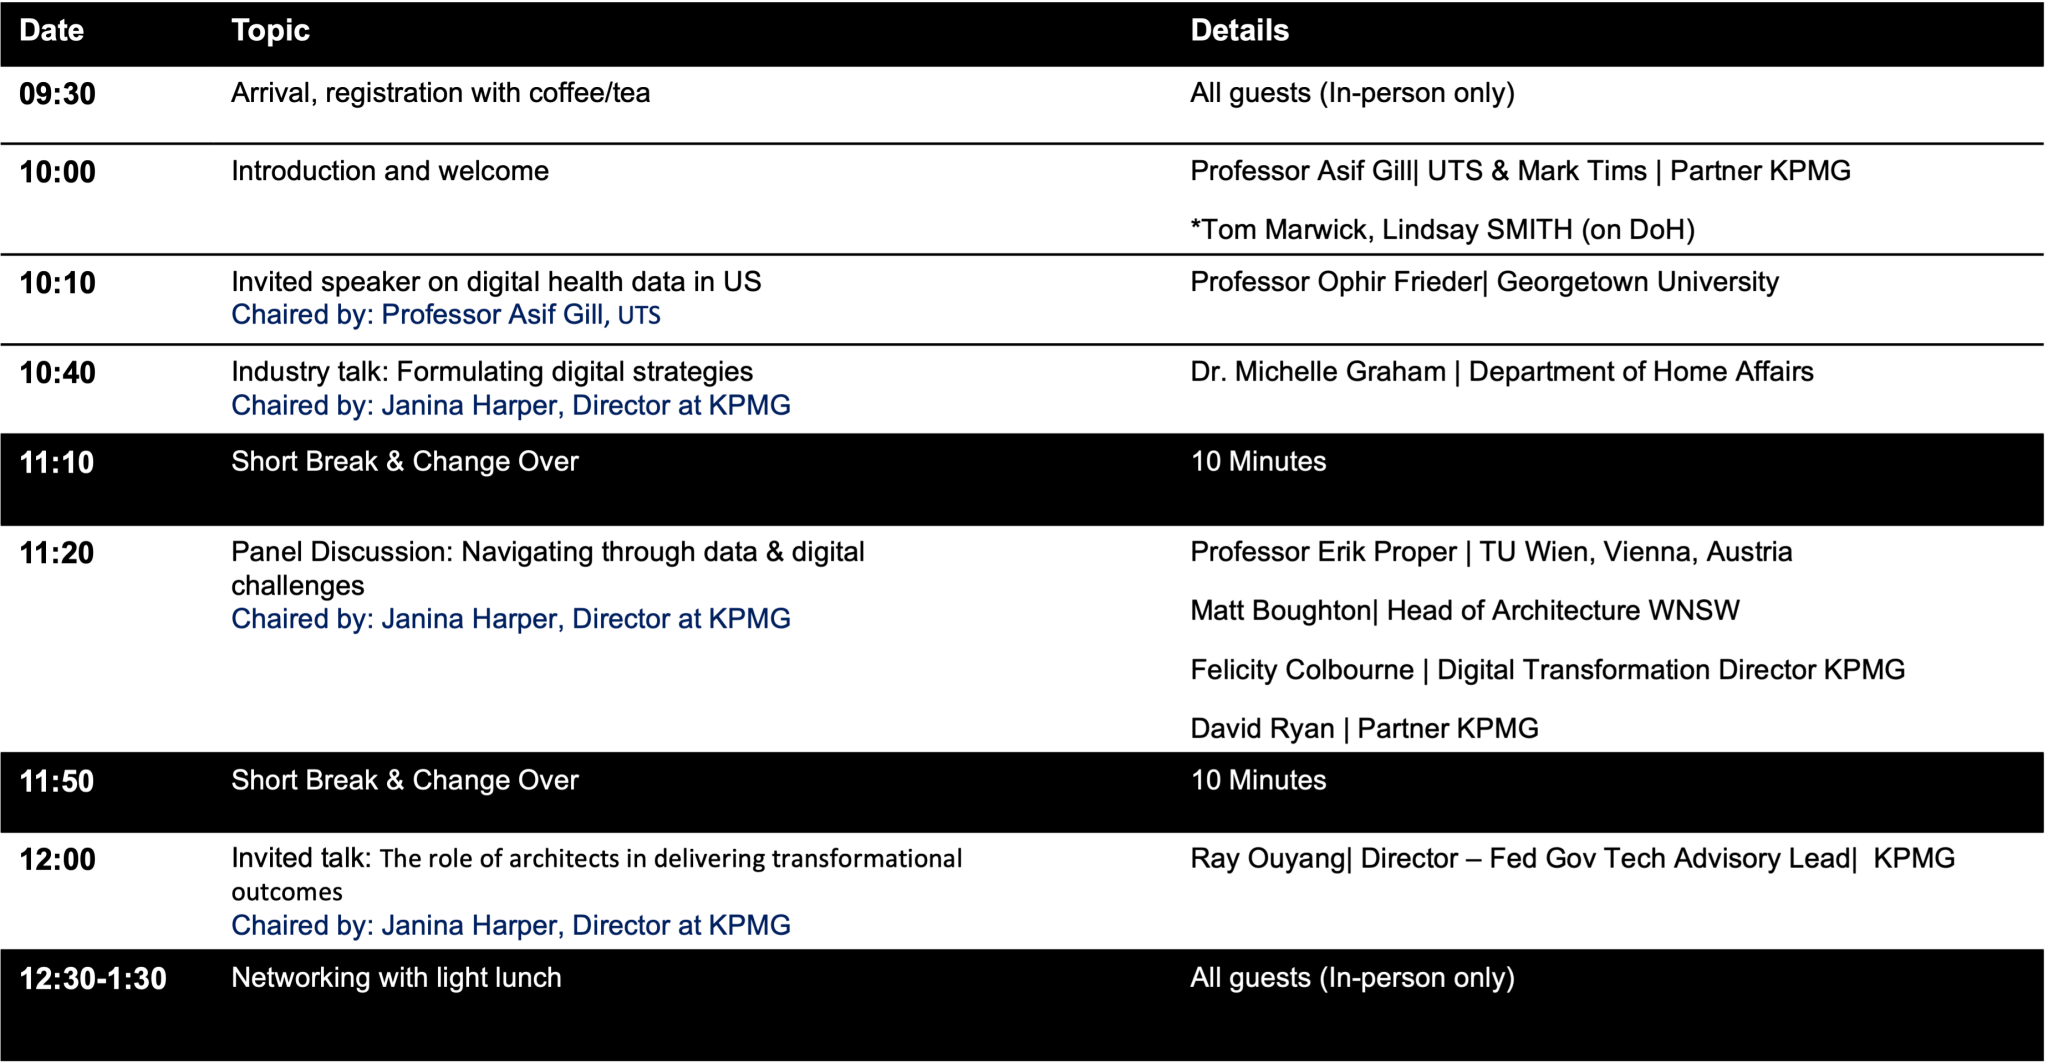 Date Topic Details
09:30 Arrival, registration with coffee/tea All guests (In-person only)
10:00 Introduction and welcome Professor Asif Gill| UTS & Mark Tims | Partner KPMG
*Tom Marwick, Lindsay SMITH (on DoH)
10:10 Invited speaker on digital health data in US Professor Ophir Frieder| Georgetown University
Chaired by: Professor Asif Gill, UTS
10:40 Industry talk: Formulating digital strategies Dr. Michelle Graham | Department of Home Affairs
Chaired by: Janina Harper, Director at KPMG
11:10 Short Break & Change Over 10 Minutes
11:20 Panel Discussion: Navigating through data & digital Professor Erik Proper | TU Wien, Vienna, Austria
challenges
Chaired by: Janina Harper, Director at KPMG Matt Boughton| Head of Architecture WNSW
Felicity Colbourne | Digital Transformation Director KPMG
David Ryan | Partner KPMG
11:50 Short Break & Change Over 10 Minutes
12:00 Invited talk: The role of architects in delivering transformational Ray Ouyang| Director – Fed Gov Tech Advisory Lead| KPMG
outcomes
Chaired by: Janina Harper, Director at KPMG
12:30-1:30 Networking with light lunch All guests (In-person only)